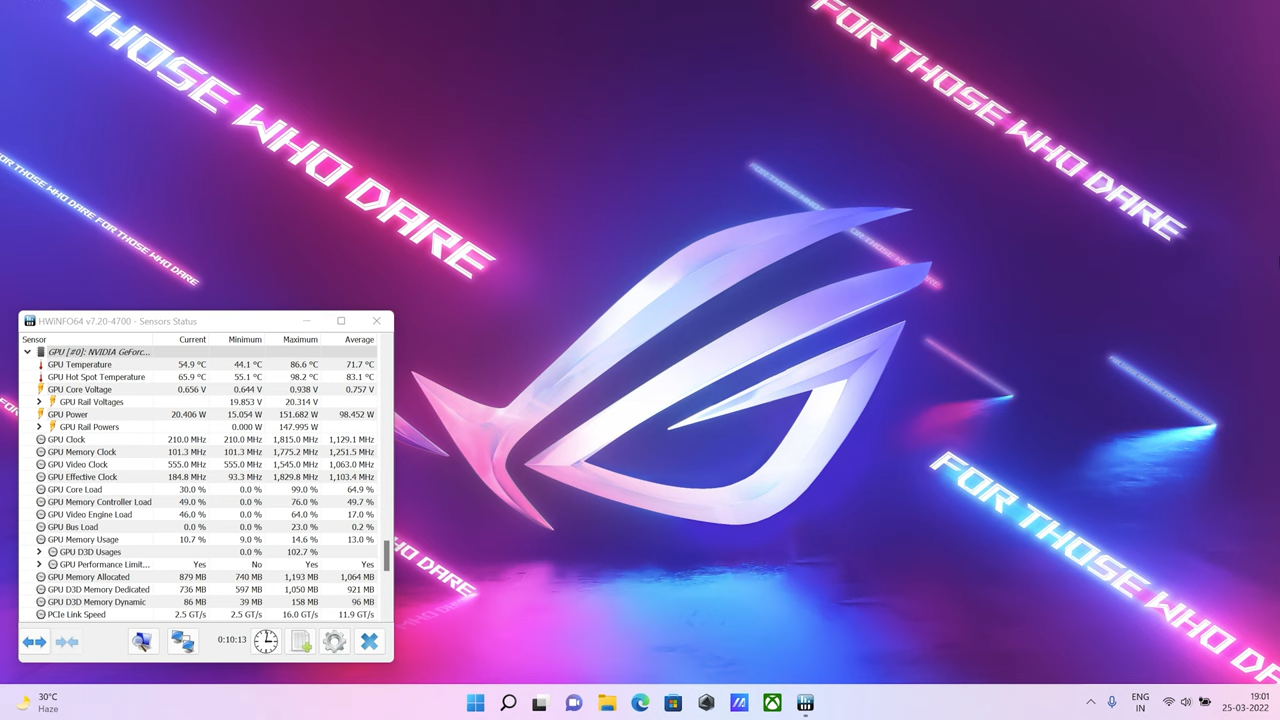 THOSE WHO DARE
FOR THOSE WHO DARE
FOR THOSE WHO DARE FOR THOSE WHO DARE
HWiNFO64 v7.20-4700 - Sensors Status
Sensor Current Minimum Maximum Average
GPU [#0]: NVIDIA GeForc...
GPU Temperature 54.9 °C 44.1 °C 86.6 °C 71.7 °C
GPU Hot Spot Temperature 65.9 °C 55.1 °C 98.2 °C 83.1 °C
GPU Core Voltage 0.656 V 0.644 V 0.938 V 0.757 V
GPU Rail Voltages 19.853 V 20.314 V
GPU Power 20.406 W 15.054 W 151.682 W 98.452 W
GPU Rail Powers 0.000 W 147.995 W
GPU Clock 210.0 MHz 210.0 MHz 1,815.0 MHz 1,129.1 MHz
GPU Memory Clock 101.3 MHz 101.3 MHz 1,775.2 MHz 1,251.5 MHz
GPU Video Clock 555.0 MHz 555.0 MHz 1,545.0 MHz 1,063.0 MHz
GPU Effective Clock 184.8 MHz 93.3 MHz 1,829.8 MHz 1,103.4 MHz
GPU Core Load 30.0 % 0.0 % 99.0 % 64.9 %
GPU Memory Controller Load 49.0 % 0.0 % 76.0 % 49.7 %
GPU Video Engine Load 46.0 % 0.0 % 64.0 % 17.0 %
GPU Bus Load 0.0 % 0.0 % 23.0 % 0.2 %
GPU Memory Usage 10.7 % 9.0 % 14.6 % 13.0 %
GPU D3D Usages 0.0 % 102.7 %
GPU Performance Limit... Yes No Yes Yes
GPU Memory Allocated 879 MB 740 MB 1,193 MB 1,064 MB
GPU D3D Memory Dedicated 736 MB 597 MB 1,050 MB 921 MB
GPU D3D Memory Dynamic 86 MB 39 MB 158 MB 96 MB
PCIe Link Speed 2.5 GT/s 2.5 GT/s 16.0 GT/s 11.9 GT/s
0:10:13
FOR THOSE WHO DARE
HO DARE
30°C
Haze
ENG
IN
19:01
25-03-2022